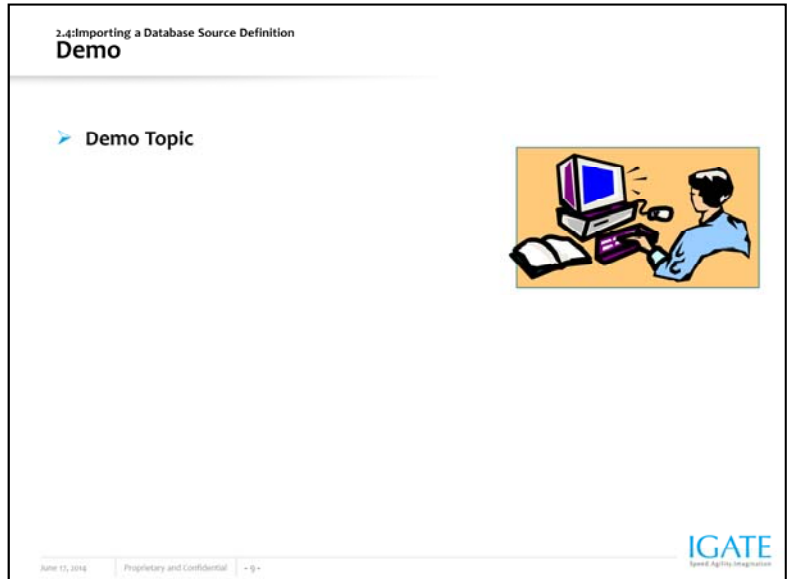 2.4:Importing a Database Source Definition
Demo
Demo Topic
June 17, 2014 Proprietary and Confidential - 9 -
IGATE
Speed.Agility.Imagination